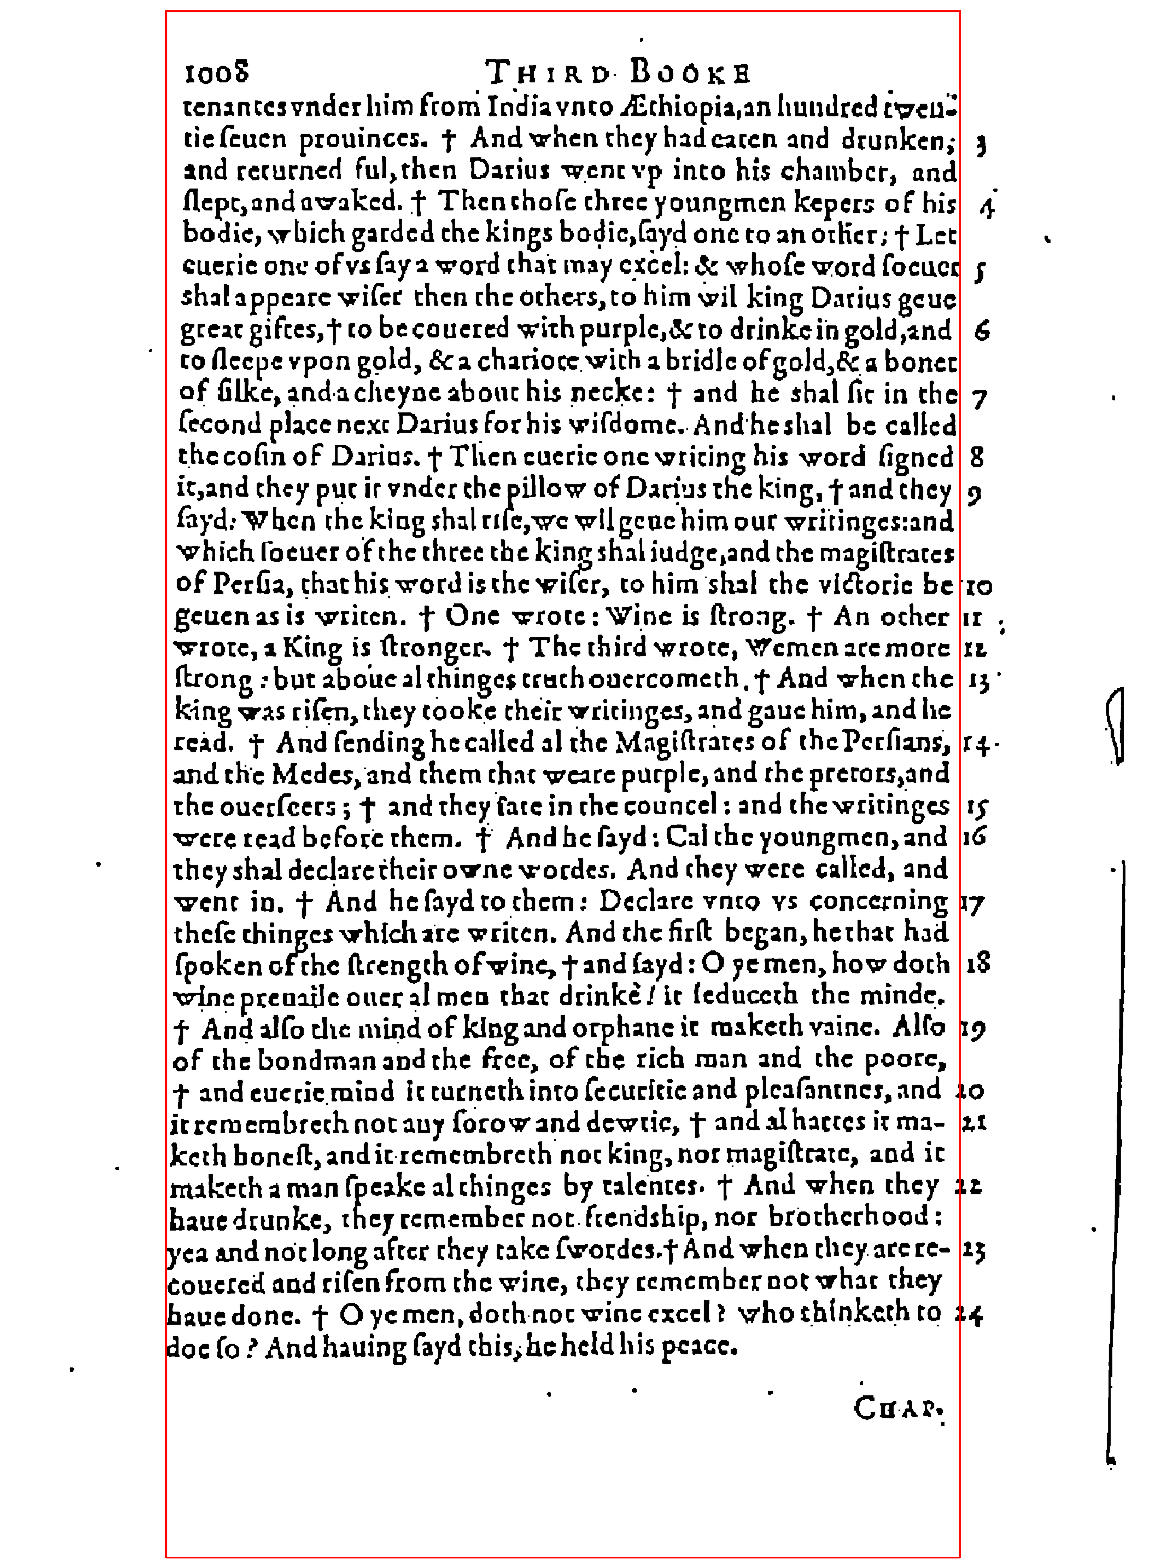 1008 THIRD BOOKE
tenantes vnder him from India vnto Æthiopia, an hundred twen-
tie ſeuen prouinces. † And when they had eaten and drunken; 3
and returned ful, then Darius went vp into his chamber, and
ſlept, and awaked. † Then thoſe three youngmen kepers of his 4
bodie, which garded the kings bodie, ſayd one to an other; † Let
euerie one of vs ſay a word that may excel: & whoſe word ſoeuer 5
shal appeare wiſer then the others, to him wil king Darius geue
great giftes, † to be couered with purple, & to drinke in gold, and 6
to ſleepe vpon gold, & a chariote with a bridle of gold, & a bonet
of ſilke, and a cheyne about his necke: † and he shal ſit in the 7
ſecond place next Darius for his wiſdome. And he shal be called
the coſin of Darius. † Then euerie one writing his word ſigned 8
it, and they put it vnder the pillow of Darius the king, † and they 9
ſayd: When the king shal riſe, we wil geue him our writinges: and
which ſoeuer of the three the king shal iudge, and the magiſtrates
of Perſia, that his word is the wiſer, to him shal the victorie be 10
geuen as is writen. † One wrote: Wine is ſtrong. † An other 11
wrote, a King is ſtronger. † The third wrote, Wemen are more 12
ſtrong: but aboue al thinges truth ouercometh. † And when the 13
king was riſen, they tooke their writinges, and gaue him, and he
read. † And ſending he called al the Magiſtrates of the Perſians, 14
and the Medes, and them that weare purple, and the pretors, and
the ouerſeers; † and they ſate in the councel: and the writinges 15
were read before them. † And he ſayd: Cal the youngmen, and 16
they shal declare their owne wordes. And they were called, and
went in. † And he ſayd to them: Declare vnto vs concerning 17
theſe thinges which are writen. And the firſt began, he that had
ſpoken of the ſtrength of wine, † and ſayd: O ye men, how doth 18
wine preuaile ouer al men that drinke! it ſeduceth the minde.
† And alſo the mind of king and orphane it maketh vaine. Alſo 19
of the bondman and the free, of the rich man and the poore,
† and euerie mind it turneth into ſecuritie and pleaſantnes, and 20
it remembreth not any ſorow and dewtie, † and al hartes it ma- 21
keth honeſt, and it remembreth not king, nor magiſtrate, and it
maketh a man ſpeake al thinges by talentes. † And when they 22
haue drunke, they remember not frendship, nor brotherhood:
yea and not long after they take ſwordes. † And when they are re- 23
couered and riſen from the wine, they remember not what they
haue done. † O ye men, doth not wine excel? who thinketh to 24
doe ſo? And hauing ſayd this, he held his peace.
CHAP.